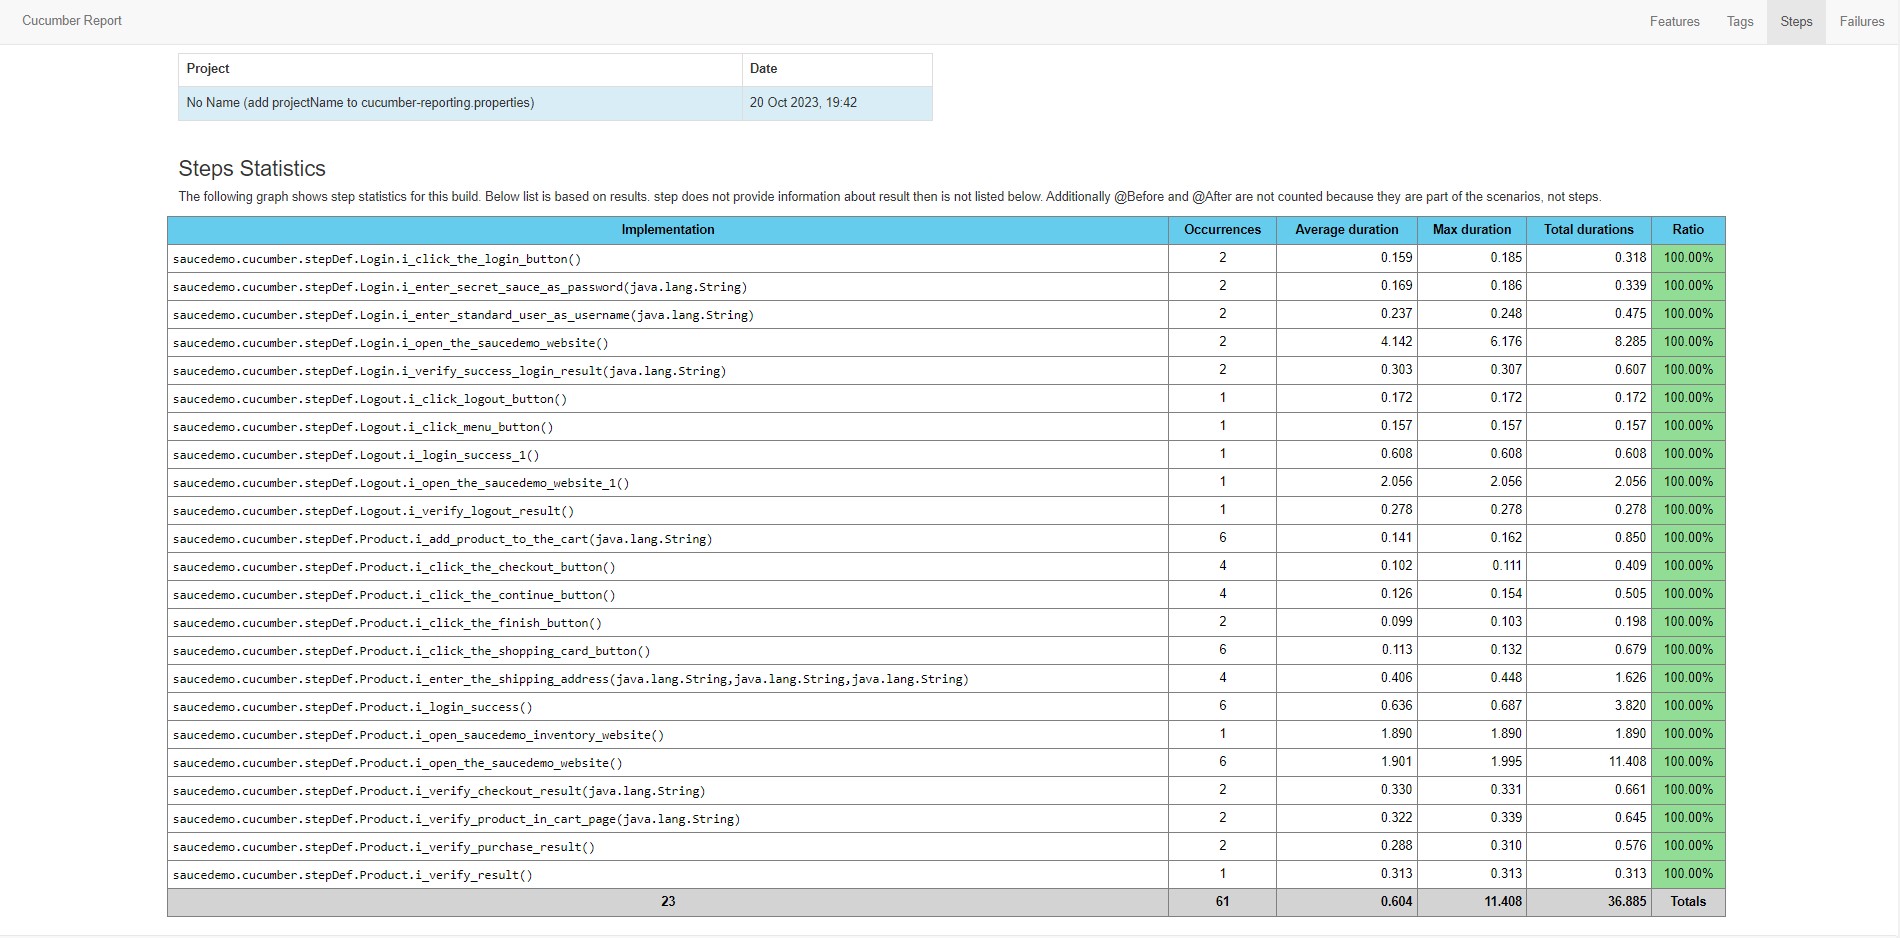 Cucumber Report Features Tags Steps Failures
Project Date
No Name (add projectName to cucumber-reporting.properties) 20 Oct 2023, 19:42
Steps Statistics
The following graph shows step statistics for this build. Below list is based on results. step does not provide information about result then is not listed below. Additionally @Before and @After are not counted because they are part of the scenarios, not steps.
Implementation Occurrences Average duration Max duration Total durations Ratio
saucedemo.cucumber.stepDef.Login.i_click_the_login_button() 2 0.159 0.185 0.318 100.00%
saucedemo.cucumber.stepDef.Login.i_enter_secret_sauce_as_password(java.lang.String) 2 0.169 0.186 0.339 100.00%
saucedemo.cucumber.stepDef.Login.i_enter_standard_user_as_username(java.lang.String) 2 0.237 0.248 0.475 100.00%
saucedemo.cucumber.stepDef.Login.i_open_the_saucedemo_website() 2 4.142 6.176 8.285 100.00%
saucedemo.cucumber.stepDef.Login.i_verify_success_login_result(java.lang.String) 2 0.303 0.307 0.607 100.00%
saucedemo.cucumber.stepDef.Logout.i_click_logout_button() 1 0.172 0.172 0.172 100.00%
saucedemo.cucumber.stepDef.Logout.i_click_menu_button() 1 0.157 0.157 0.157 100.00%
saucedemo.cucumber.stepDef.Logout.i_login_success_1() 1 0.608 0.608 0.608 100.00%
saucedemo.cucumber.stepDef.Logout.i_open_the_saucedemo_website_1() 1 2.056 2.056 2.056 100.00%
saucedemo.cucumber.stepDef.Logout.i_verify_logout_result() 1 0.278 0.278 0.278 100.00%
saucedemo.cucumber.stepDef.Product.i_add_product_to_the_cart(java.lang.String) 6 0.141 0.162 0.850 100.00%
saucedemo.cucumber.stepDef.Product.i_click_the_checkout_button() 4 0.102 0.111 0.409 100.00%
saucedemo.cucumber.stepDef.Product.i_click_the_continue_button() 4 0.126 0.154 0.505 100.00%
saucedemo.cucumber.stepDef.Product.i_click_the_finish_button() 2 0.099 0.103 0.198 100.00%
saucedemo.cucumber.stepDef.Product.i_click_the_shopping_card_button() 6 0.113 0.132 0.679 100.00%
saucedemo.cucumber.stepDef.Product.i_enter_the_shipping_address(java.lang.String,java.lang.String,java.lang.String) 4 0.406 0.448 1.626 100.00%
saucedemo.cucumber.stepDef.Product.i_login_success() 6 0.636 0.687 3.820 100.00%
saucedemo.cucumber.stepDef.Product.i_open_saucedemo_inventory_website() 1 1.890 1.890 1.890 100.00%
saucedemo.cucumber.stepDef.Product.i_open_the_saucedemo_website() 6 1.901 1.995 11.408 100.00%
saucedemo.cucumber.stepDef.Product.i_verify_checkout_result(java.lang.String) 2 0.330 0.331 0.661 100.00%
saucedemo.cucumber.stepDef.Product.i_verify_product_in_cart_page(java.lang.String) 2 0.322 0.339 0.645 100.00%
saucedemo.cucumber.stepDef.Product.i_verify_purchase_result() 2 0.288 0.310 0.576 100.00%
saucedemo.cucumber.stepDef.Product.i_verify_result() 1 0.313 0.313 0.313 100.00%
23 61 0.604 11.408 36.885 Totals